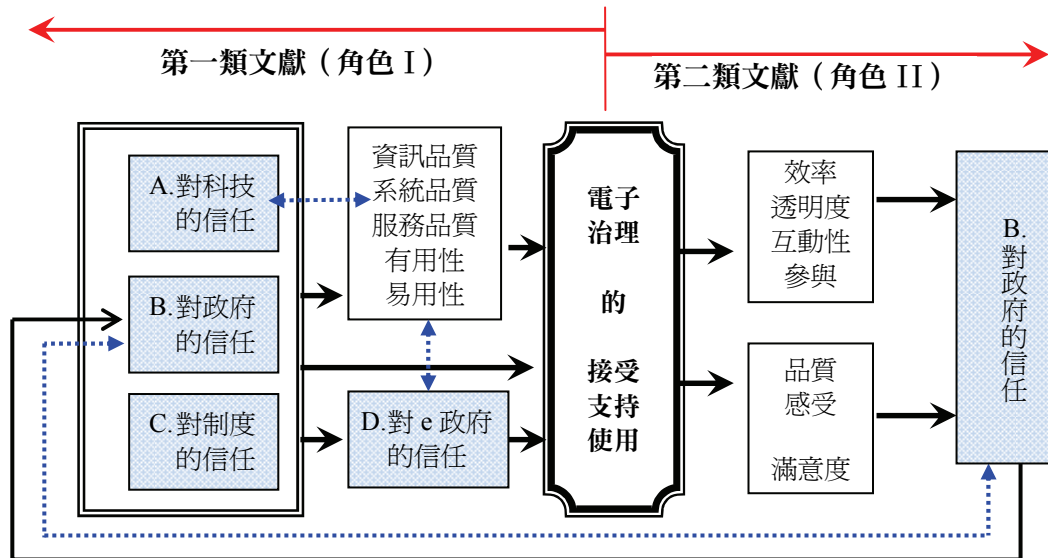 第一類文獻（角色 I）
第二類文獻（角色 II）
A.對科技
的信任
B.對政府
的信任
C.對制度
的信任
資訊品質
系統品質
服務品質
有用性
易用性
D.對 e 政府
的信任
電子
治理
的
接受
支持
使用
效率
透明度
互動性
參與
品質
感受
滿意度
B.對政府的信任